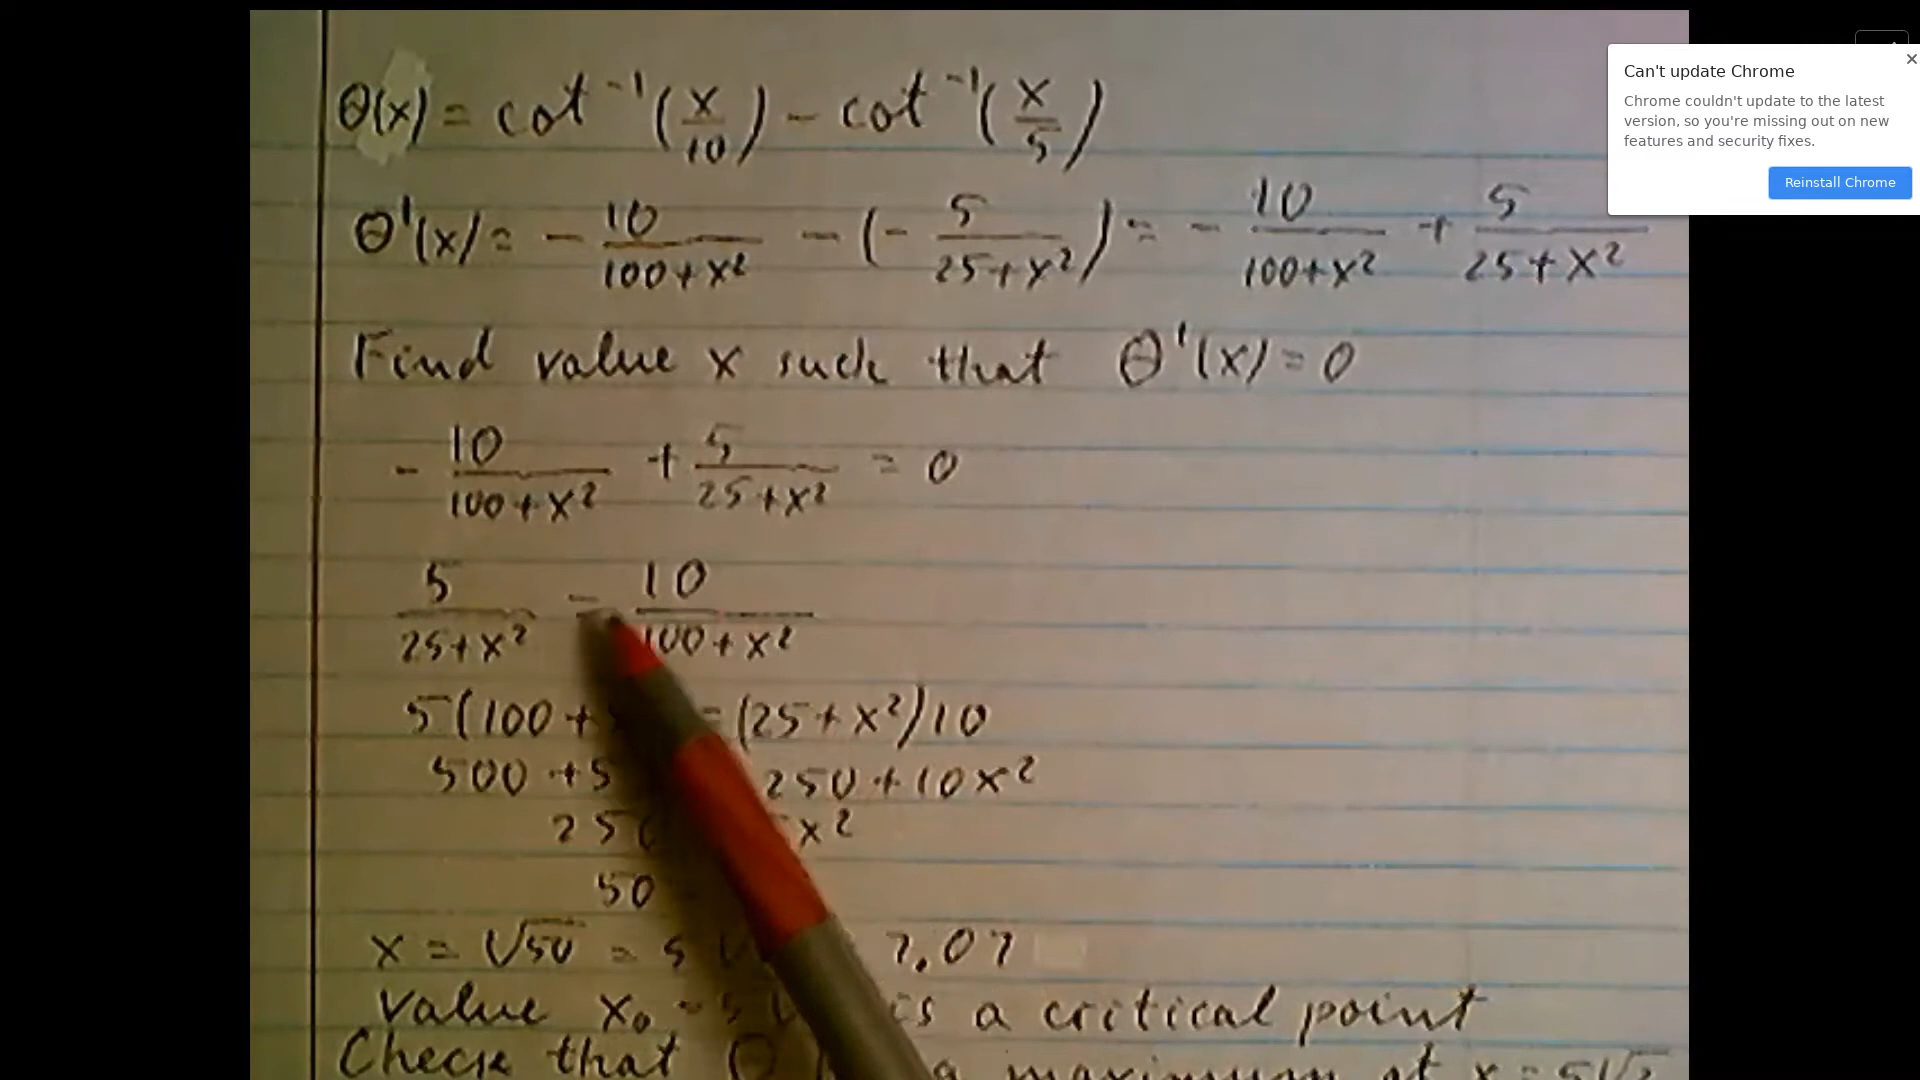 θ(x) = cot⁻¹(x/10) - cot⁻¹(x/5)
θ'(x) = - 10/(100+x²) - (- 5/(25+x²)) = - 10/(100+x²) + 5/(25+x²)
Find value x such that θ'(x) = 0
- 10/(100+x²) + 5/(25+x²) = 0
5/(25+x²) = 10/(100+x²)
5(100+ = (25+x²)10
500 +5 250+10x²
25 x²
50
x = √50 = 5 7.07
value x₀ = 5 is a critical point
Check that θ a maximum at x = 5√2
Can't update Chrome
Chrome couldn't update to the latest
version, so you're missing out on new
features and security fixes.
Reinstall Chrome